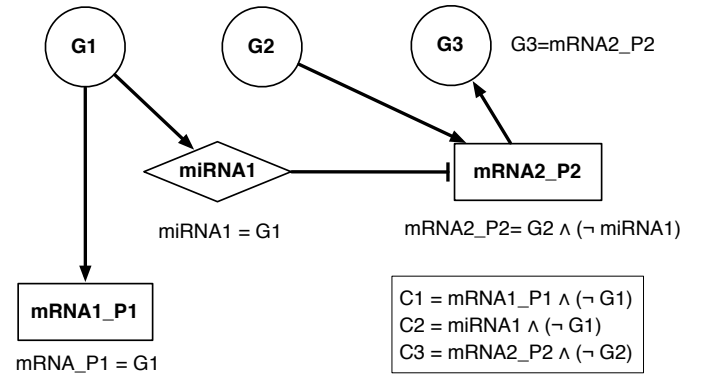 G1
G2
G3
G3=mRNA2_P2
miRNA1
mRNA2_P2
miRNA1 = G1
mRNA2_P2= G2 ∧ (¬ miRNA1)
mRNA1_P1
mRNA_P1 = G1
C1 = mRNA1_P1 ∧ (¬ G1)
C2 = miRNA1 ∧ (¬ G1)
C3 = mRNA2_P2 ∧ (¬ G2)